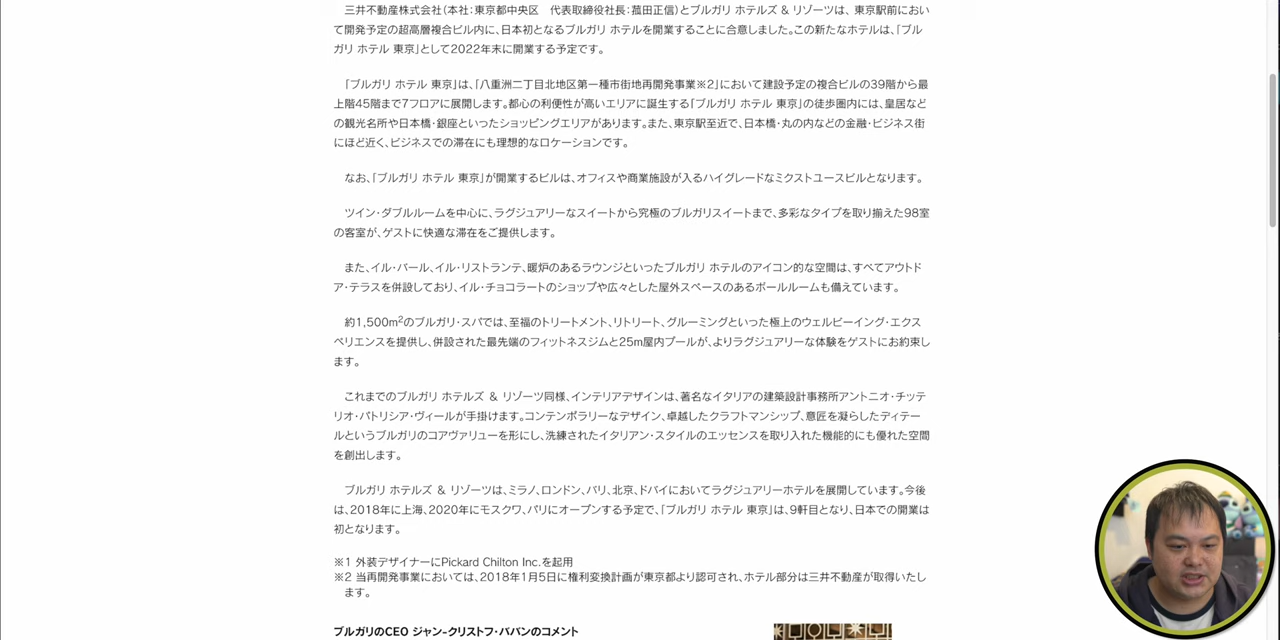 三井不動産株式会社(本社:東京都中央区　代表取締役社長:菰田正信)とブルガリ ホテルズ & リゾーツは、東京駅前におい
て開発予定の超高層複合ビル内に、日本初となるブルガリ ホテルを開業することに合意しました。この新たなホテルは、「ブル
ガリ ホテル 東京」として2022年末に開業する予定です。
「ブルガリ ホテル 東京」は、「八重洲二丁目北地区第一種市街地再開発事業※2」において建設予定の複合ビルの39階から最
上階45階まで7フロアに展開します。都心の利便性が高いエリアに誕生する「ブルガリ ホテル 東京」の徒歩圏内には、皇居など
の観光名所や日本橋・銀座といったショッピングエリアがあります。また、東京駅至近で、日本橋・丸の内などの金融・ビジネス街
にほど近く、ビジネスでの滞在にも理想的なロケーションです。
なお、「ブルガリ ホテル 東京」が開業するビルは、オフィスや商業施設が入るハイグレードなミクストユースビルとなります。
ツイン・ダブルルームを中心に、ラグジュアリーなスイートから究極のブルガリスイートまで、多彩なタイプを取り揃えた98室
の客室が、ゲストに快適な滞在をご提供します。
また、イル・バール、イル・リストランテ、暖炉のあるラウンジといったブルガリ ホテルのアイコン的な空間は、すべてアウトド
ア・テラスを併設しており、イル・チョコラートのショップや広々とした屋外スペースのあるボールルームも備えています。
約1,500m²のブルガリ・スパでは、至福のトリートメント、リトリート、グルーミングといった極上のウェルビーイング・エクス
ペリエンスを提供し、併設された最先端のフィットネスジムと25m屋内プールが、よりラグジュアリーな体験をゲストにお約束し
ます。
これまでのブルガリ ホテルズ & リゾーツ同様、インテリアデザインは、著名なイタリアの建築設計事務所アントニオ・チッテ
リオ・パトリシア・ヴィールが手掛けます。コンテンポラリーなデザイン、卓越したクラフトマンシップ、意匠を凝らしたディテー
ルというブルガリのコアヴァリューを形にし、洗練されたイタリアン・スタイルのエッセンスを取り入れた機能的にも優れた空間
を創出します。
ブルガリ ホテルズ & リゾーツは、ミラノ、ロンドン、バリ、北京、ドバイにおいてラグジュアリーホテルを展開しています。今後
は、2018年に上海、2020年にモスクワ、パリにオープンする予定で、「ブルガリ ホテル 東京」は、9軒目となり、日本での開業は
初となります。
※1 外装デザイナーにPickard Chilton Inc.を起用
※2 当再開発事業においては、2018年1月5日に権利変換計画が東京都より認可され、ホテル部分は三井不動産が取得いたし
ます。
ブルガリのCEO ジャン-クリストフ・ババンのコメント